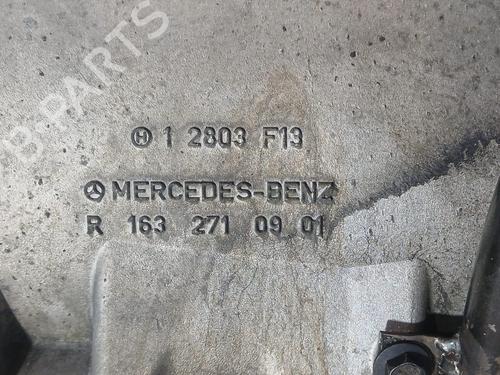 B-PARTS
H 1 2803 F13
MERCEDES-BENZ
R 163 271 09 01